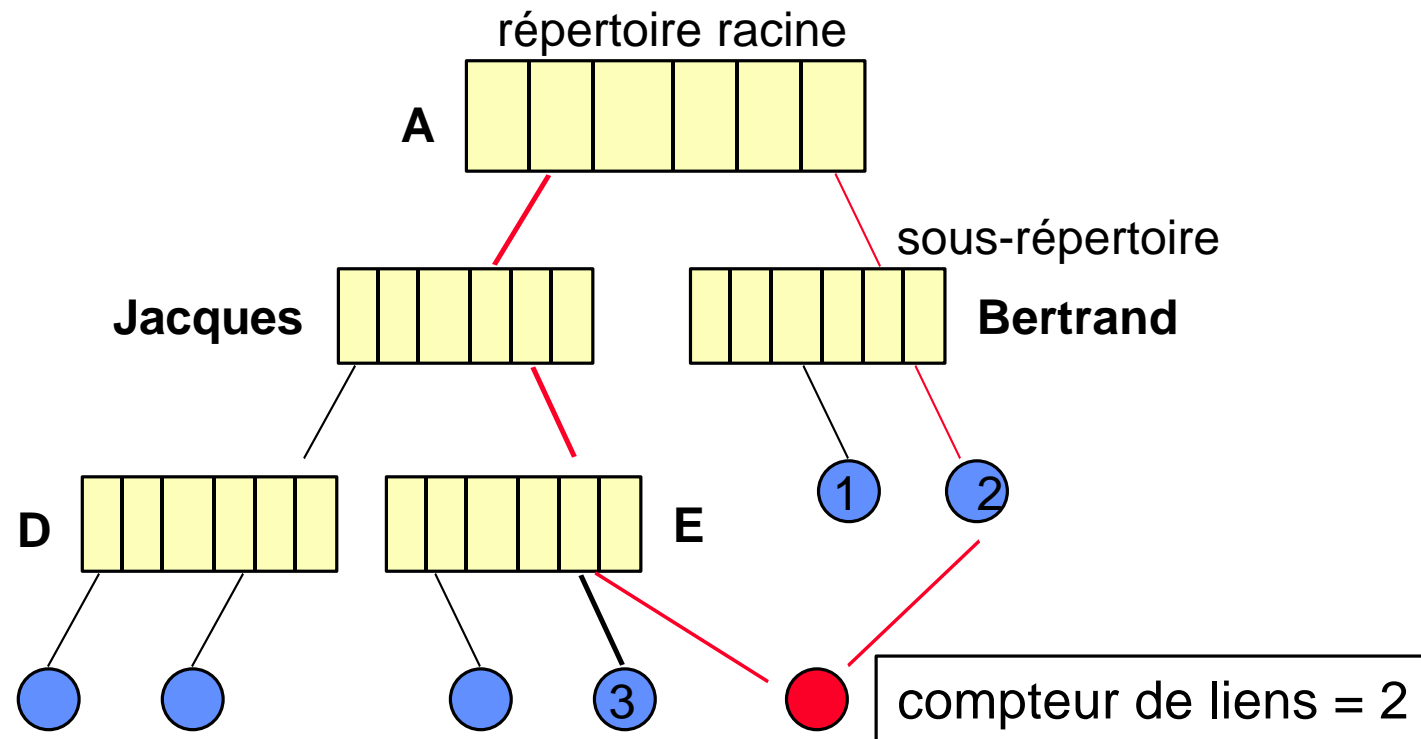 répertoire racine
A
sous-répertoire
Jacques
Bertrand
1
2
D
E
3
compteur de liens = 2